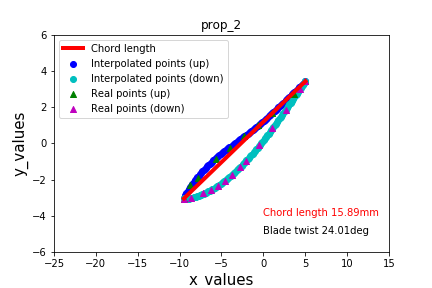 prop_2
Chord length
Interpolated points (up)
Interpolated points (down)
Real points (up)
Real points (down)
y_values
6
4
2
0
−2
−4
−6
Chord length 15.89mm
Blade twist 24.01deg
−25
−20
−15
−10
−5
0
5
10
15
x_values